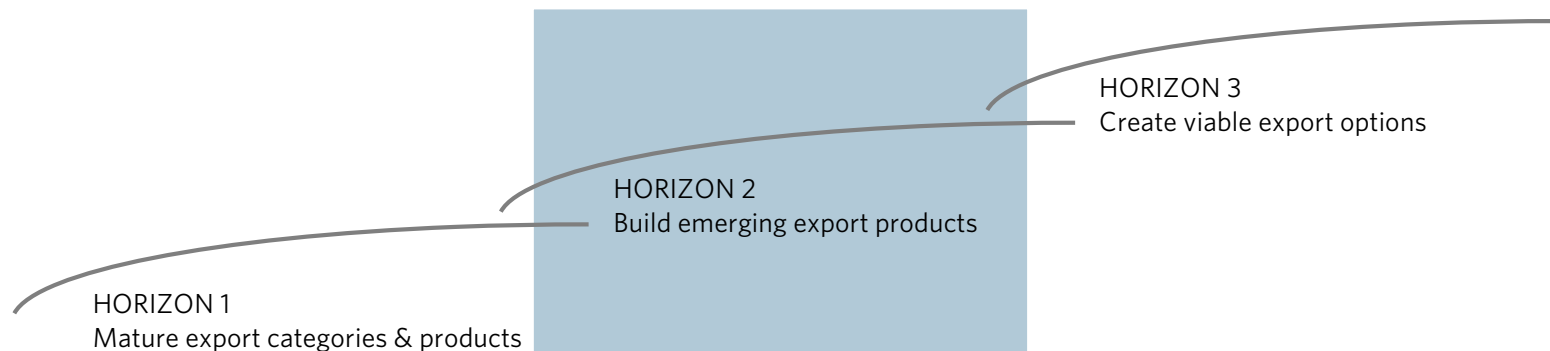 HORIZON 3
Create viable export options
HORIZON 2
Build emerging export products
HORIZON 1
Mature export categories & products